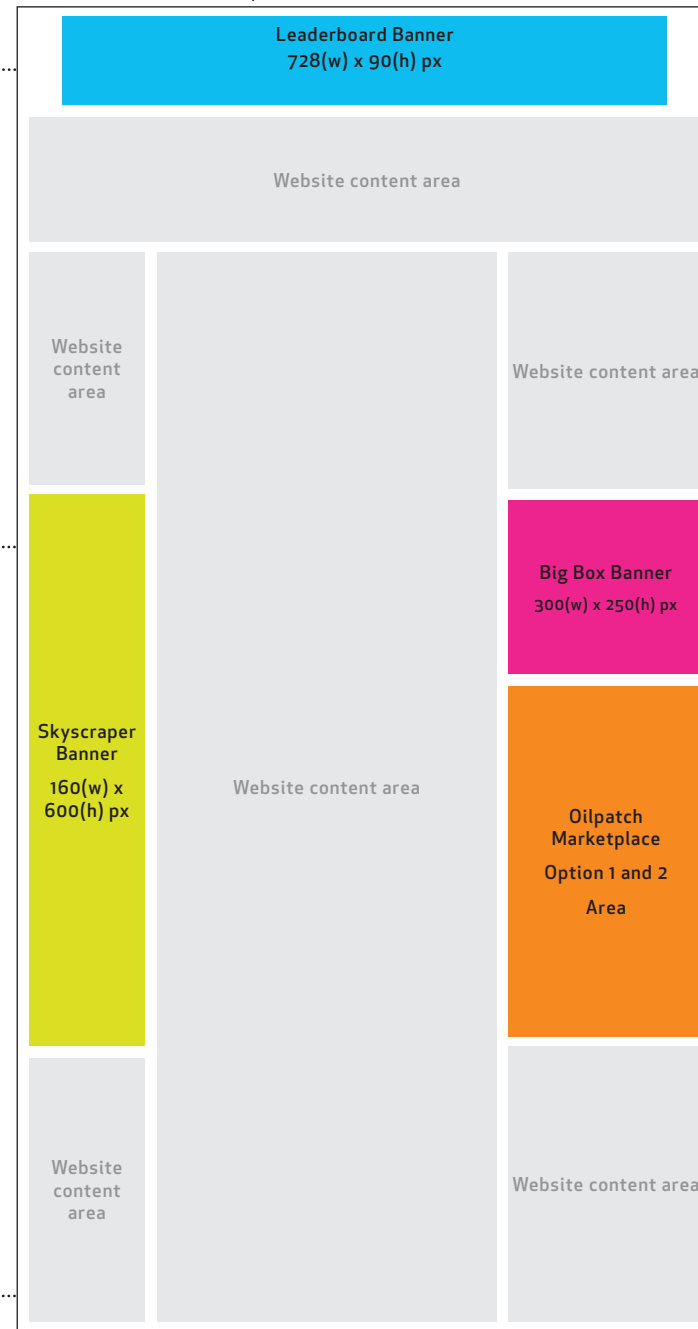 Leaderboard Banner
728(w) x 90(h) px
...
Website content area
Website
content
area
Website content area
...
Big Box Banner
300(w) x 250(h) px
Skyscraper
Banner
160(w) x
600(h) px
Website content area
Oilpatch
Marketplace
Option 1 and 2
Area
Website
content
area
Website content area
...